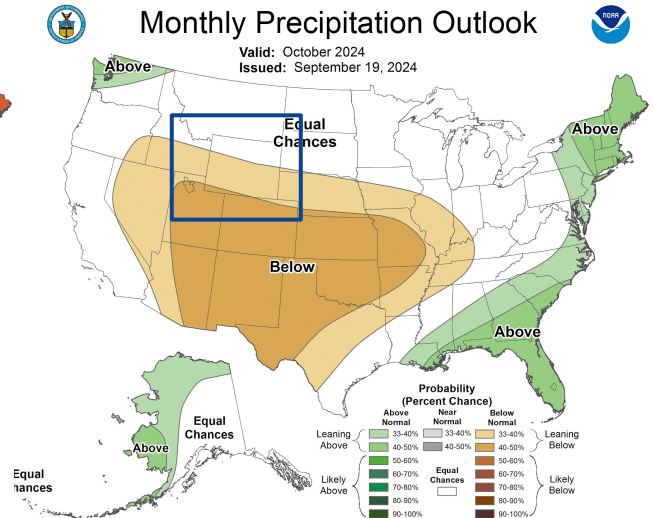 Monthly Precipitation Outlook
NOAA
Valid: October 2024
Issued: September 19, 2024
Above
Equal
Chances
Above
Below
Above
Equal
Chances
Above
Equal
hances
Probability
(Percent Chance)
Above
Normal
Near
Normal
Below
Normal
Leaning
Above
33-40%
33-40%
33-40%
Leaning
Below
40-50%
40-50%
40-50%
Likely
Above
50-60%
Equal
Chances
50-60%
Likely
Below
60-70%
60-70%
70-80%
70-80%
80-90%
80-90%
90-100%
90-100%